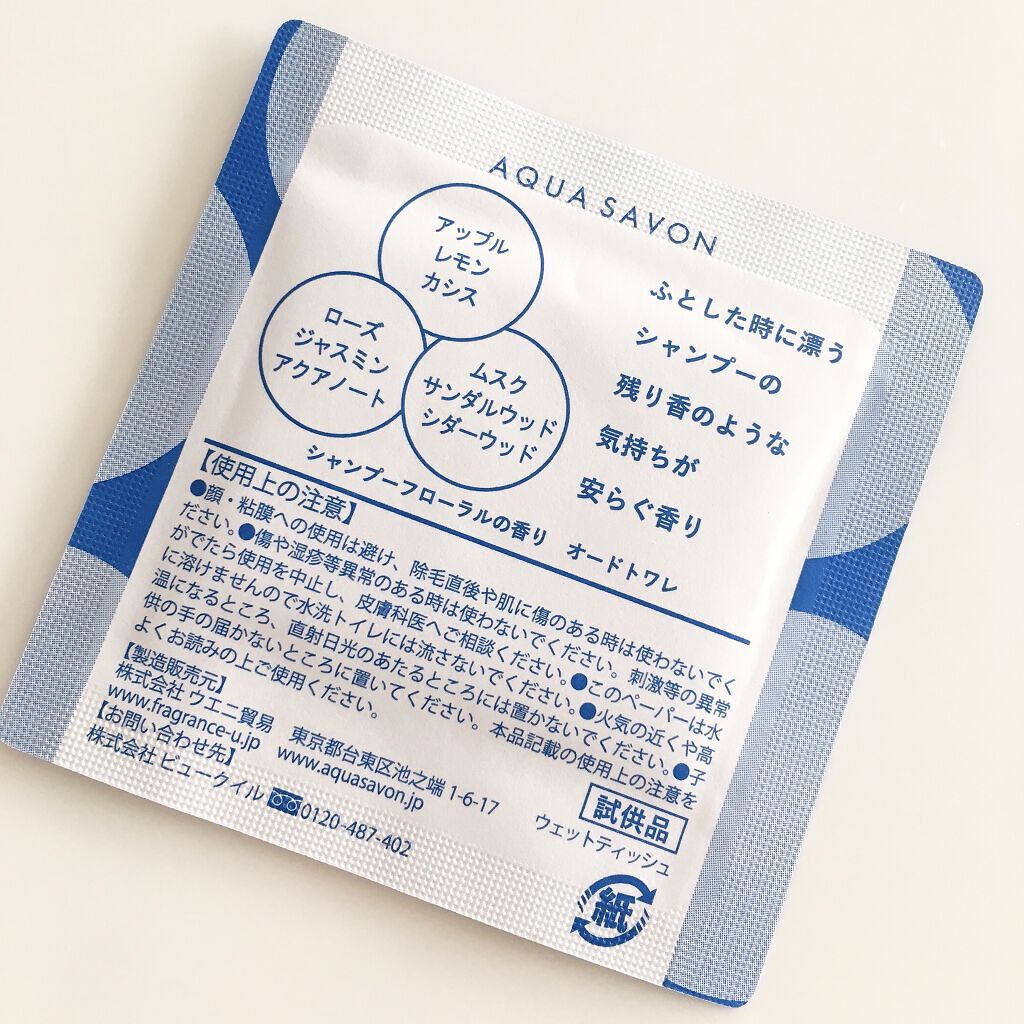 AQUA SAVON
アップル
レモン
カシス
ローズ
ジャスミン
アクアノート
ムスク
サンダルウッド
シダーウッド
ふとした時に漂う
シャンプーの
残り香のような
気持ちが
安らぐ香り
シャンプーフローラルの香り オードトワレ
【使用上の注意】
●顔・粘膜への使用は避け、除毛直後や肌に傷のある時は使わないでく
ださい。●傷や湿疹等異常のある時は使わないでください。刺激等の異常
がでたら使用を中止し、皮膚科医へご相談ください。●このペーパーは水
に溶けませんので水洗トイレには流さないでください。●火気の近くや高
温になるところ、直射日光のあたるところには置かないでください。●子
供の手の届かないところに置いてください。本品記載の使用上の注意を
よくお読みの上ご使用ください。
【製造販売元】
株式会社 ウエニ貿易 東京都台東区池之端 1-6-17
www.fragrance-u.jp www.aquasavon.jp
【お問い合わせ先】
株式会社 ビュークイル 0120-487-402
試供品
ウェットティッシュ
紙